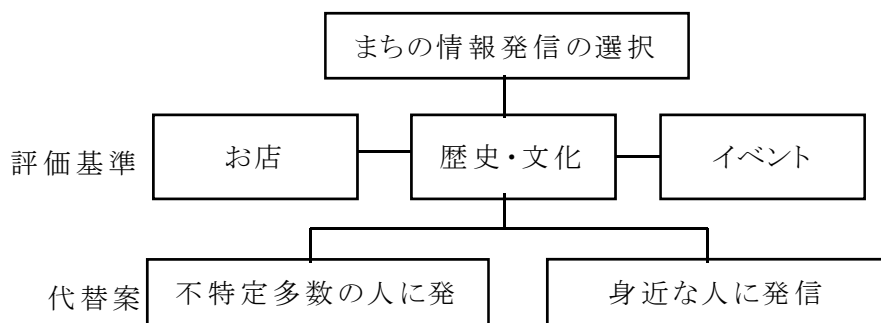 まちの情報発信の選択
評価基準 お店 歴史・文化 イベント
代替案 不特定多数の人に発 身近な人に発信